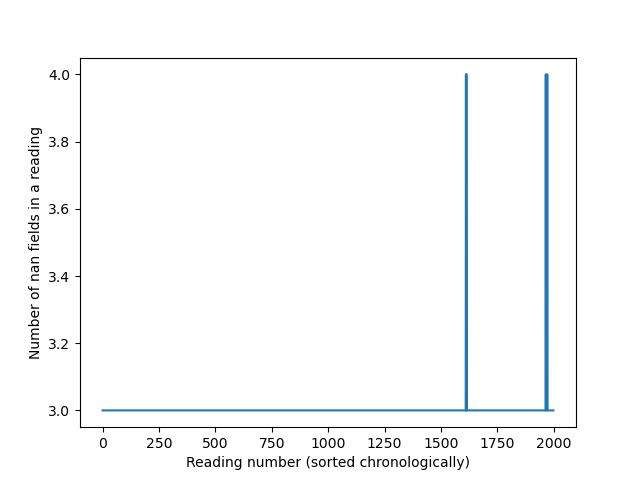 4.0
3.8
3.6
3.4
3.2
3.0
Number of nan fields in a reading
0 250 500 750 1000 1250 1500 1750 2000
Reading number (sorted chronologically)